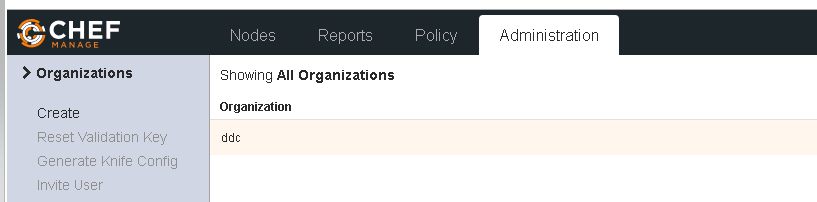 CHEF
MANAGE
Nodes Reports Policy Administration
Organizations
Create
Reset Validation Key
Generate Knife Config
Invite User
Showing All Organizations
Organization
ddc